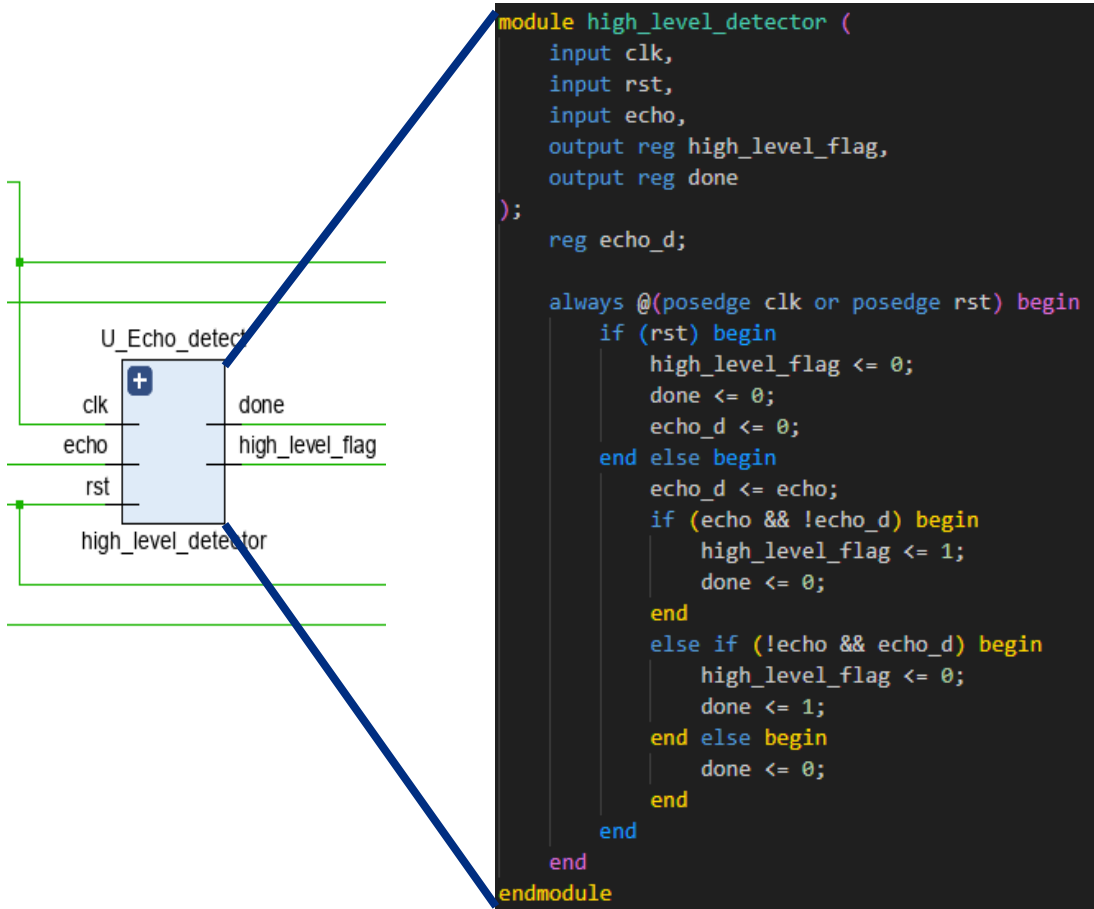 U_Echo_detect
clk
done
echo
high_level_flag
rst
high_level_detector
module high_level_detector (
    input clk,
    input rst,
    input echo,
    output reg high_level_flag,
    output reg done
);
    reg echo_d;
    always @(posedge clk or posedge rst) begin
        if (rst) begin
            high_level_flag <= 0;
            done <= 0;
            echo_d <= 0;
        end else begin
            echo_d <= echo;
            if (echo && !echo_d) begin
                high_level_flag <= 1;
                done <= 0;
            end
            else if (!echo && echo_d) begin
                high_level_flag <= 0;
                done <= 1;
            end else begin
                done <= 0;
            end
        end
    end
endmodule